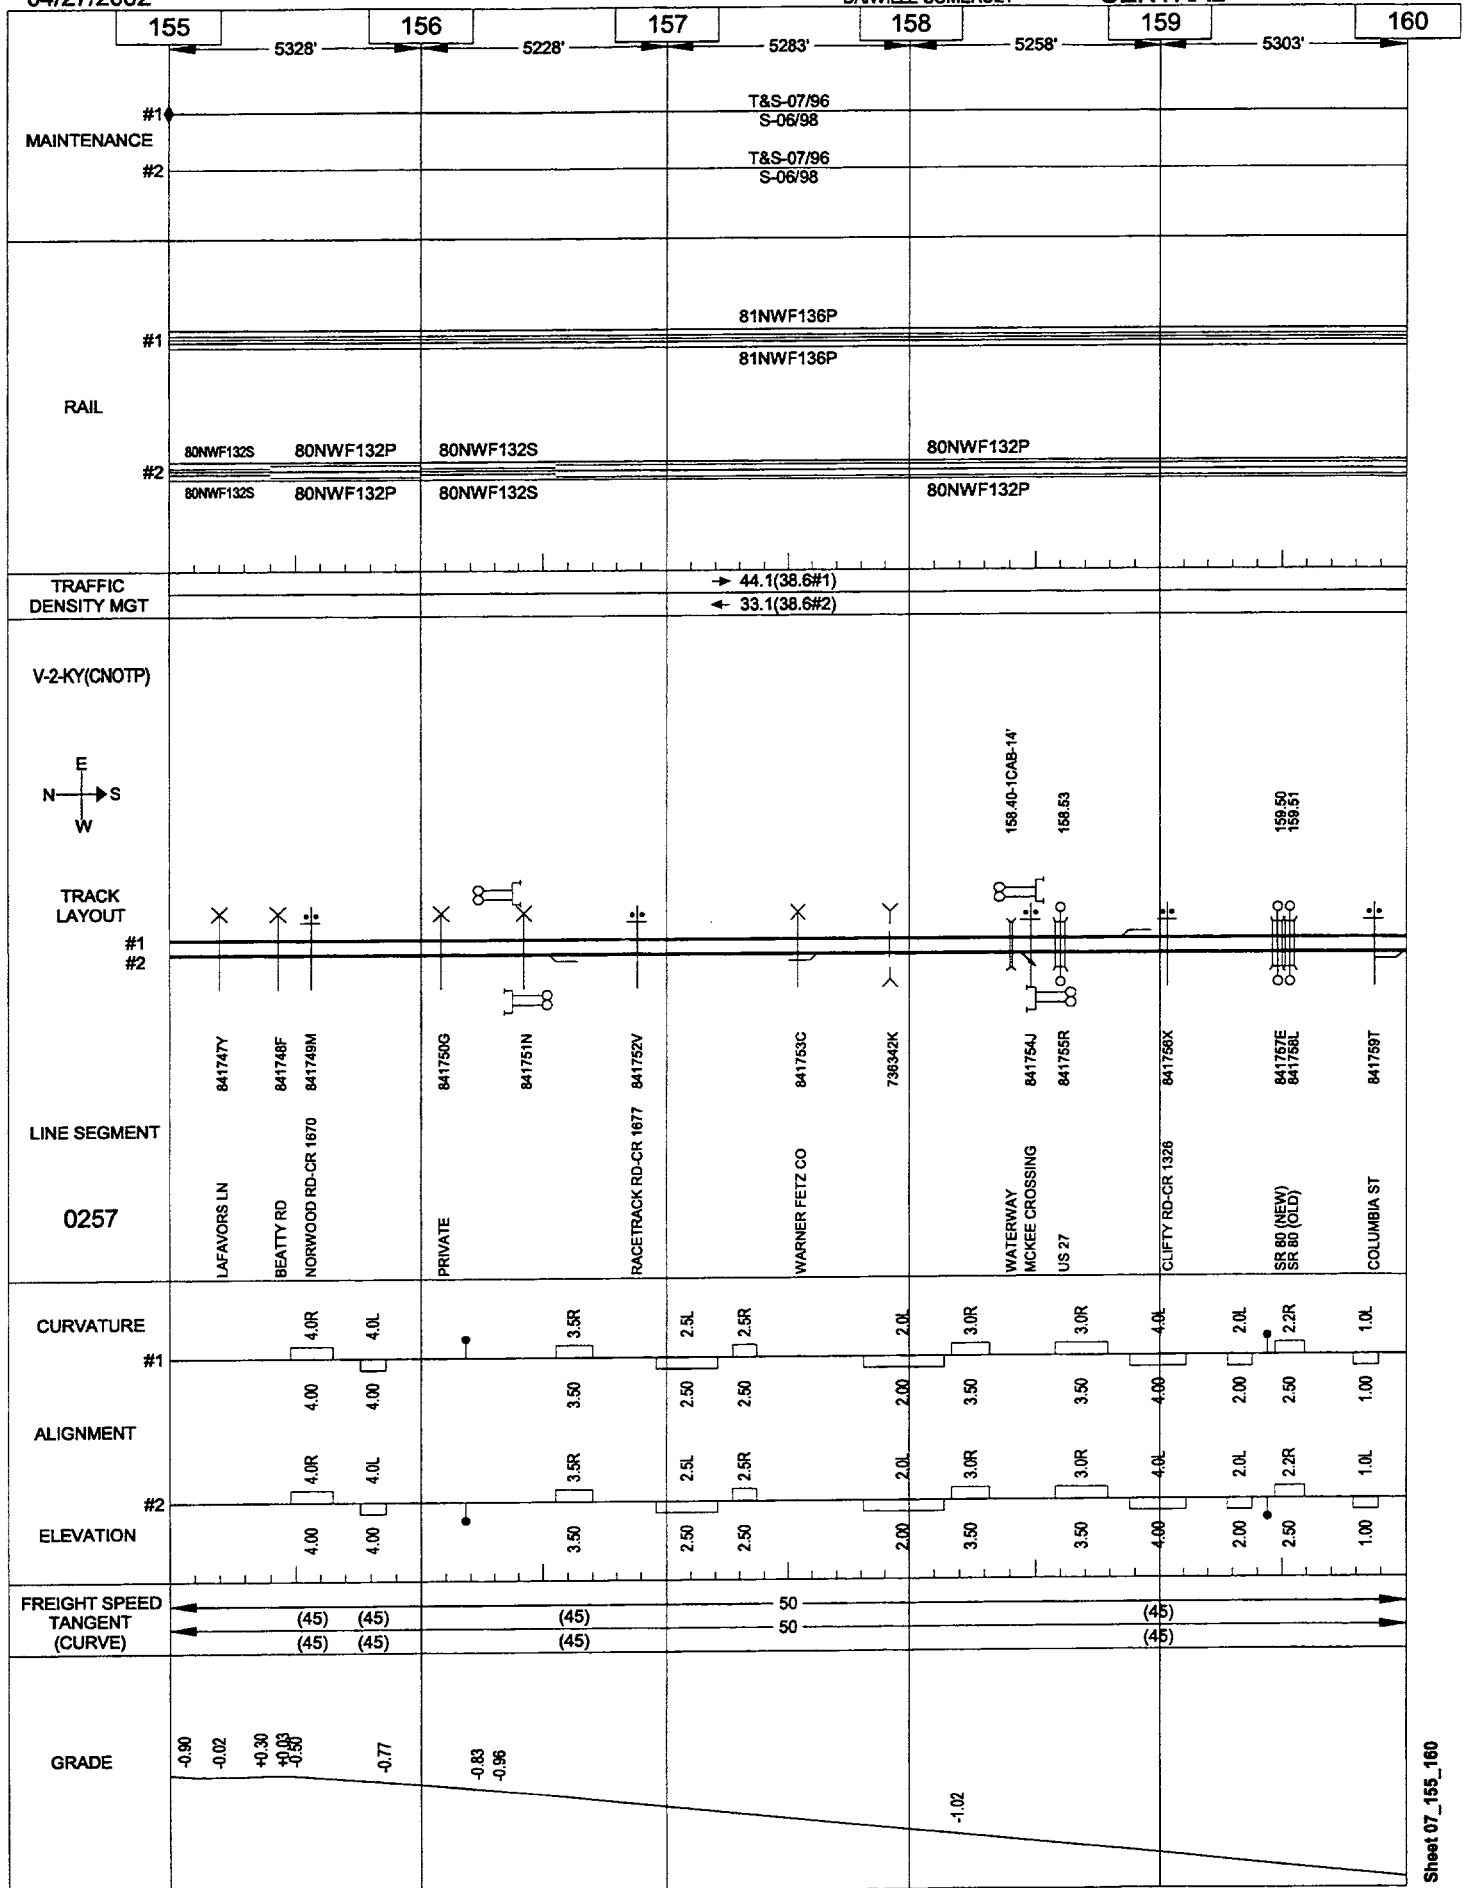 155 156 157 158 159 160
5328' 5228' 5283' 5258' 5303'
MAINTENANCE
#1
T&S-07/96
S-06/98
#2
T&S-07/96
S-06/98
RAIL
#1
81NWF136P
81NWF136P
#2
80NWF132S 80NWF132P 80NWF132S 80NWF132P
80NWF132S 80NWF132P 80NWF132S 80NWF132P
TRAFFIC
DENSITY MGT
→ 44.1(38.6#1)
← 33.1(38.6#2)
V-2-KY(CNOTP)
E
N S
W
158.40-1CAB-14'
158.53
159.50
159.51
TRACK
LAYOUT
#1
#2
841747Y
841748F
841749M
841750G
841751N
841752V
841753C
736342K
841754J
841755R
841756X
841757E
841758L
841759T
LINE SEGMENT
0257
LAFAVORS LN
BEATTY RD
NORWOOD RD-CR 1670
PRIVATE
RACETRACK RD-CR 1677
WARNER FETZ CO
WATERWAY
MCKEE CROSSING
US 27
CLIFTY RD-CR 1326
SR 80 (NEW)
SR 80 (OLD)
COLUMBIA ST
CURVATURE
#1
4.0R 4.0L 3.5R 2.5L 2.5R 2.0L 3.0R 3.0R 4.0L 2.0L 2.2R 1.0L
4.00 4.00 3.50 2.50 2.50 2.00 3.50 3.50 4.00 2.00 2.50 1.00
ALIGNMENT
#2
4.0R 4.0L 3.5R 2.5L 2.5R 2.0L 3.0R 3.0R 4.0L 2.0L 2.2R 1.0L
ELEVATION
4.00 4.00 3.50 2.50 2.50 2.00 3.50 3.50 4.00 2.00 2.50 1.00
FREIGHT SPEED
TANGENT
(CURVE)
50
(45) (45) (45) (45)
50
(45) (45) (45) (45)
GRADE
-0.90
-0.02
+0.30
+0.03
-0.50
-0.77
-0.83
-0.96
-1.02
Sheet 07_155_160